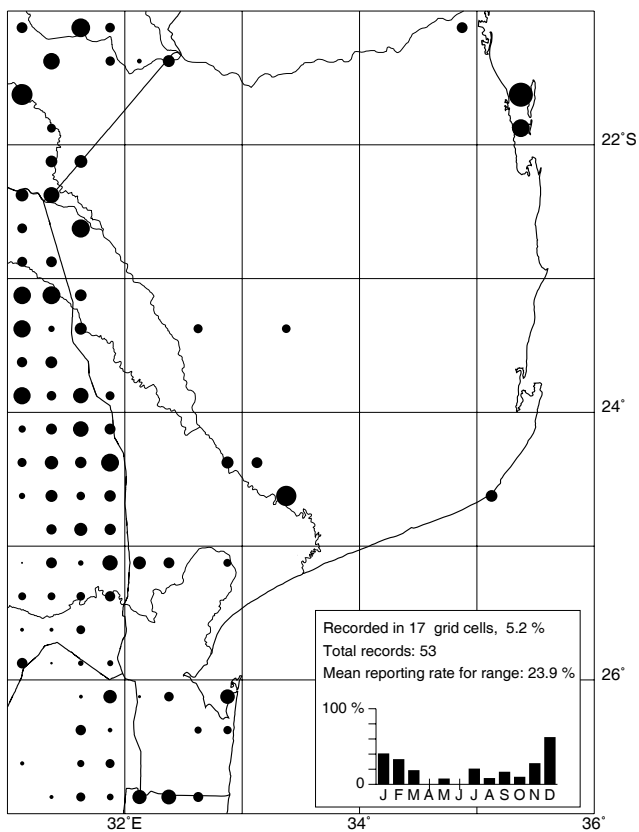 22°S
24°
Recorded in 17 grid cells, 5.2 %
Total records: 53
Mean reporting rate for range: 23.9 %
26°
100 %
0
J F M A M J J A S O N D
32°E 34° 36°